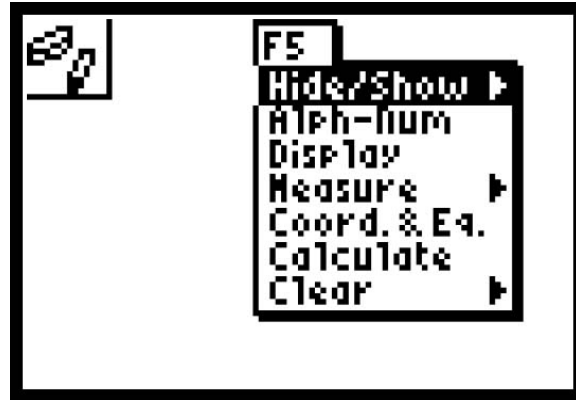 F5
Hide/Show
Alph-Num
Display
Measure
Coord. & Eq.
Calculate
Clear